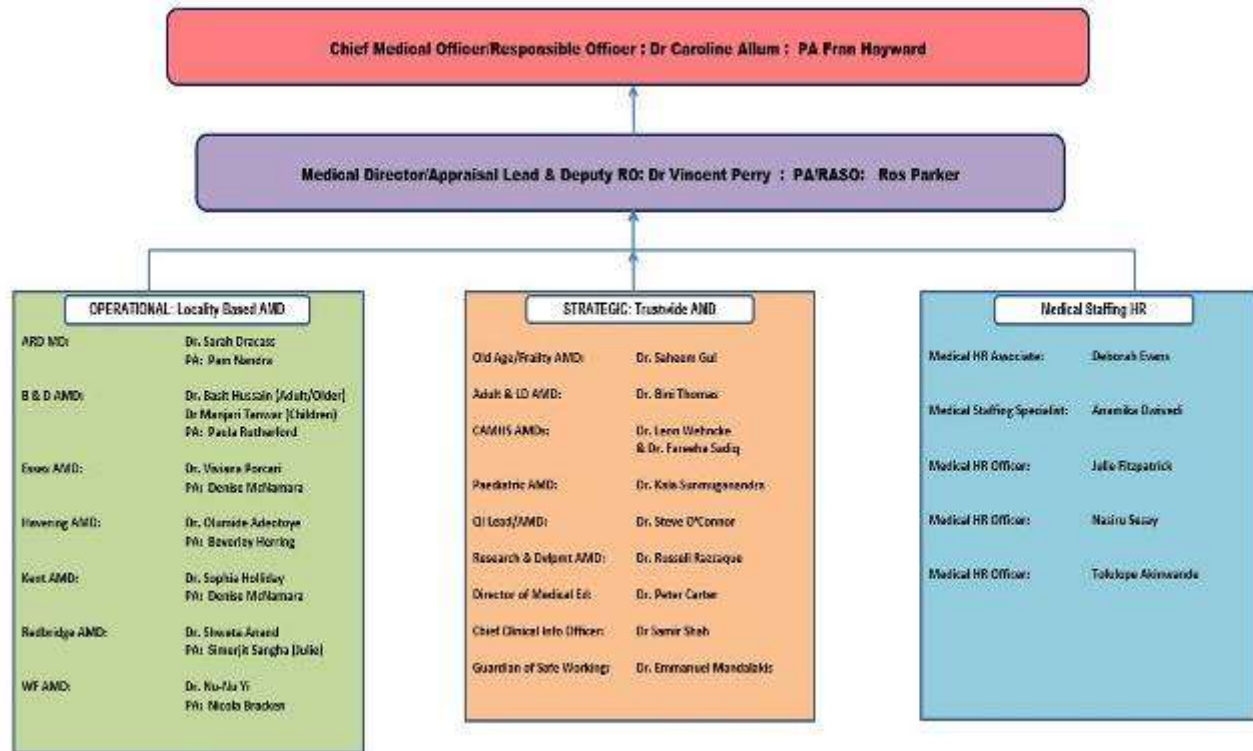 Chief Medical Officer/Responsible Officer : Dr Caroline Allum : PA Fran Hayward
Medical Director/Appraisal Lead & Deputy RO: Dr Vincent Perry : PA/RASO: Ros Parker
OPERATIONAL: Locality Based AMD
ARD MD: Dr. Sarah Dracass
PA: Pam Nandra
B & D AMD: Dr. Basit Hussain (Adult/Older)
Dr Manjari Tanwar (Children)
PA: Paula Rutherford
Essex AMD: Dr. Viviana Porcari
PA: Denise McNamara
Havering AMD: Dr. Olumide Adeotoye
PA: Beverley Herring
Kent AMD: Dr. Sophia Holliday
PA: Denise McNamara
Redbridge AMD: Dr. Shweta Anand
PA: Simerjit Sangha (Julie)
WF AMD: Dr. Nu-Nu Yi
PA: Nicola Bracken
STRATEGIC: Trustwide AMD
Old Age/Frailty AMD: Dr. Saheem Gul
Adult & LD AMD: Dr. Bini Thomas
CAMHS AMDs: Dr. Leon Wehncke
& Dr. Fareeha Sadiq
Paediatric AMD: Dr. Kala Sunmuganandra
QI Lead/AMD: Dr. Steve O'Connor
Research & Dvlpmt AMD: Dr. Russell Razzaque
Director of Medical Ed: Dr. Peter Carter
Chief Clinical Info Officer: Dr Samir Shah
Guardian of Safe Working: Dr. Emmanuel Mandalakis
Medical Staffing HR
Medical HR Associate: Deborah Evans
Medical Staffing Specialist: Anamika Dwivedi
Medical HR Officer: Julie Fitzpatrick
Medical HR Officer: Nasiru Sesay
Medical HR Officer: Tolulope Akinwande